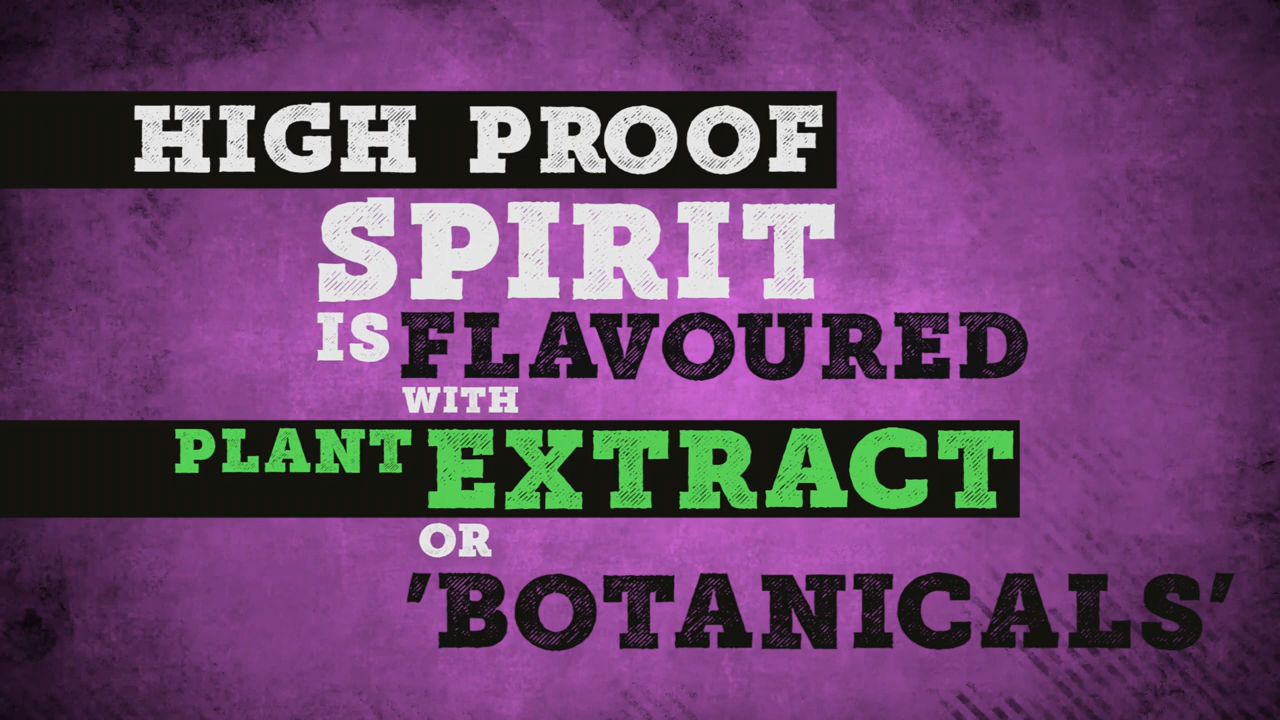 HIGH PROOF
SPIRIT
IS FLAVOURED
WITH
PLANT EXTRACT
OR
'BOTANICALS'